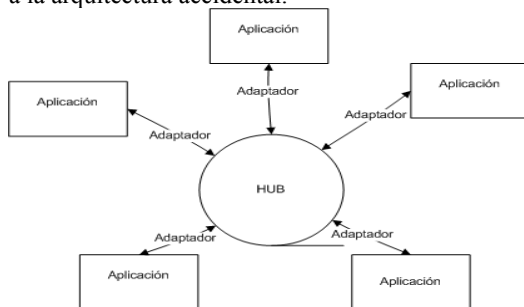 a la arquitectura accidental.
Aplicación
Aplicación
Aplicación
Adaptador
Adaptador
Adaptador
HUB
Adaptador
Adaptador
Aplicación
Aplicación